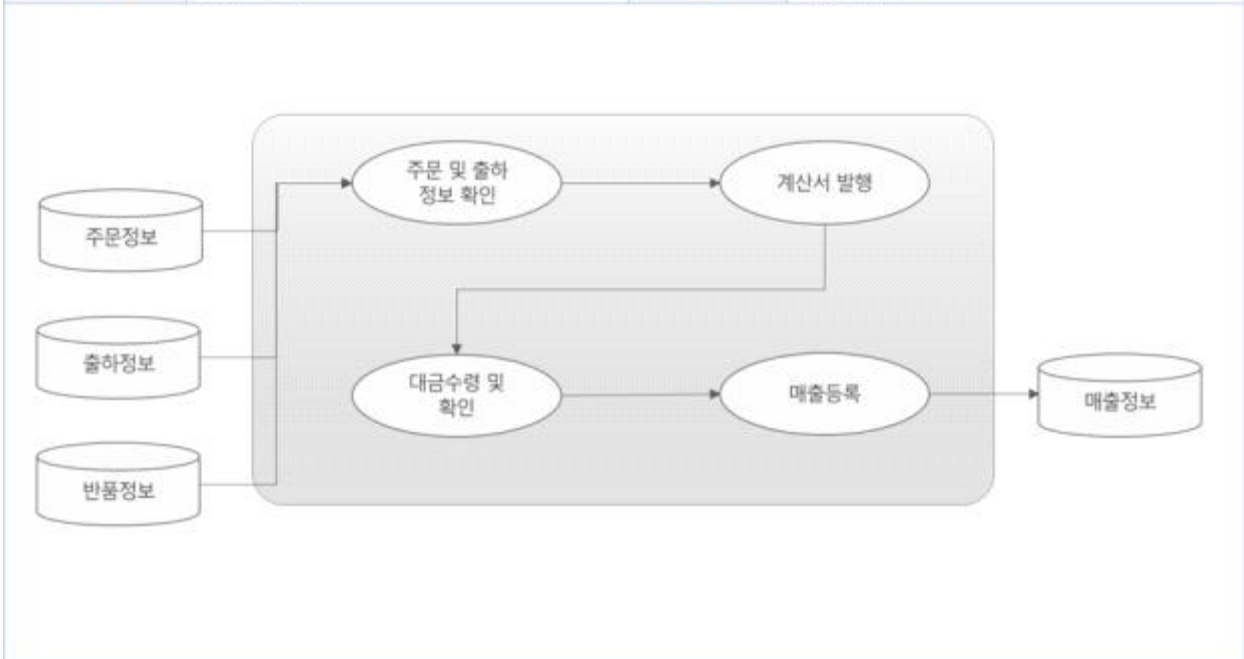 주문 및 출하
정보 확인
계산서 발행
주문정보
출하정보
대금수령 및
확인
매출등록
매출정보
반품정보